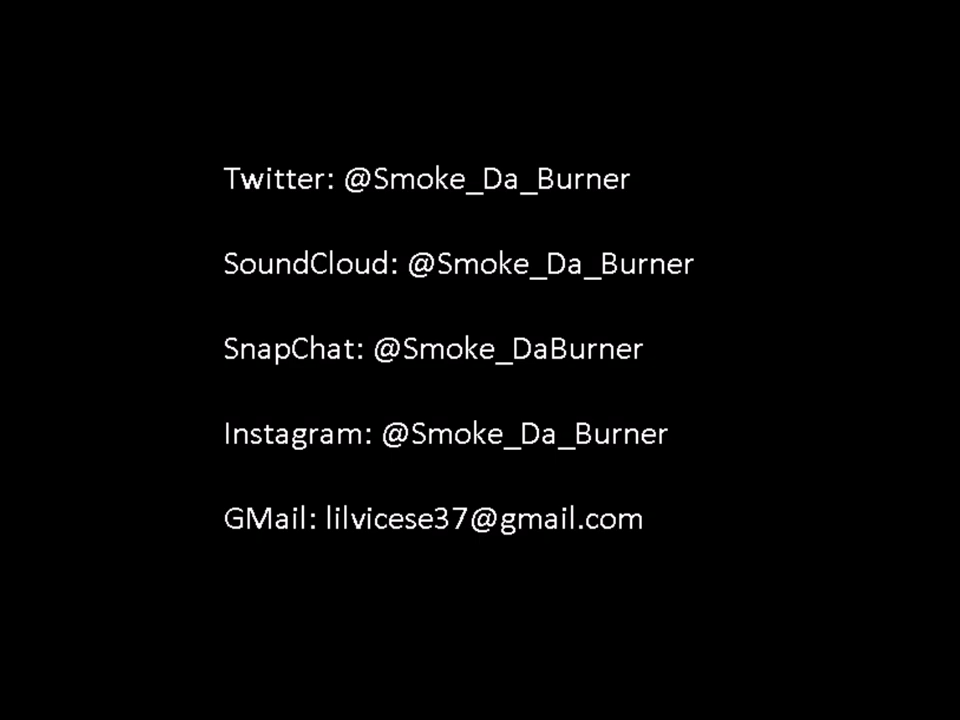 Twitter: @Smoke_Da_Burner
SoundCloud: @Smoke_Da_Burner
SnapChat: @Smoke_DaBurner
Instagram: @Smoke_Da_Burner
GMail: lilvicese37@gmail.com